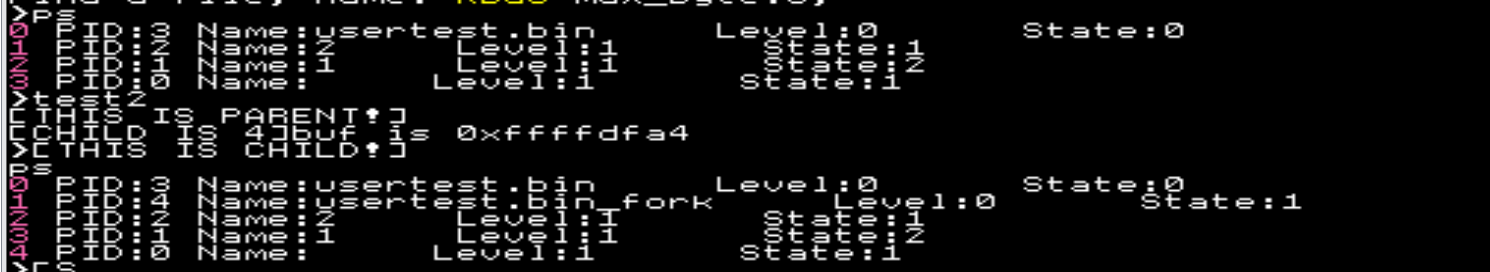 >ps
0 PID:3 Name:usertest.bin Level:0 State:0
1 PID:2 Name:2 Level:1 State:1
2 PID:1 Name:1 Level:1 State:2
3 PID:0 Name: Level:1 State:1
>test2
[THIS IS PARENT!]
[CHILD IS 4]buf is 0xffffdfa4
>[THIS IS CHILD!]
ps
0 PID:3 Name:usertest.bin Level:0 State:0
1 PID:4 Name:usertest.bin_fork Level:0 State:1
2 PID:2 Name:2 Level:1 State:1
3 PID:1 Name:1 Level:1 State:2
4 PID:0 Name: Level:1 State:1